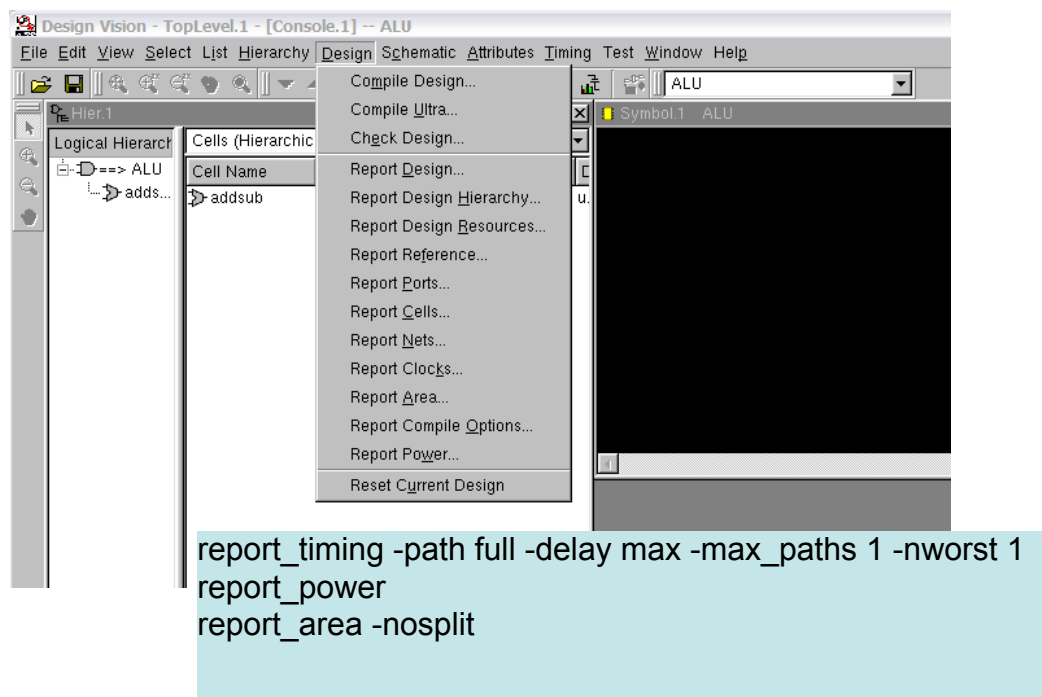 Design Vision - TopLevel.1 - [Console.1] -- ALU
File Edit View Select List Hierarchy Design Schematic Attributes Timing Test Window Help
ALU
Hier.1
Symbol.1 ALU
Logical Hierarch
Cells (Hierarchic
==> ALU
adds...
Cell Name
addsub
u.
Compile Design...
Compile Ultra...
Check Design...
Report Design...
Report Design Hierarchy...
Report Design Resources...
Report Reference...
Report Ports...
Report Cells...
Report Nets...
Report Clocks...
Report Area...
Report Compile Options...
Report Power...
Reset Current Design
report_timing -path full -delay max -max_paths 1 -nworst 1
report_power
report_area -nosplit